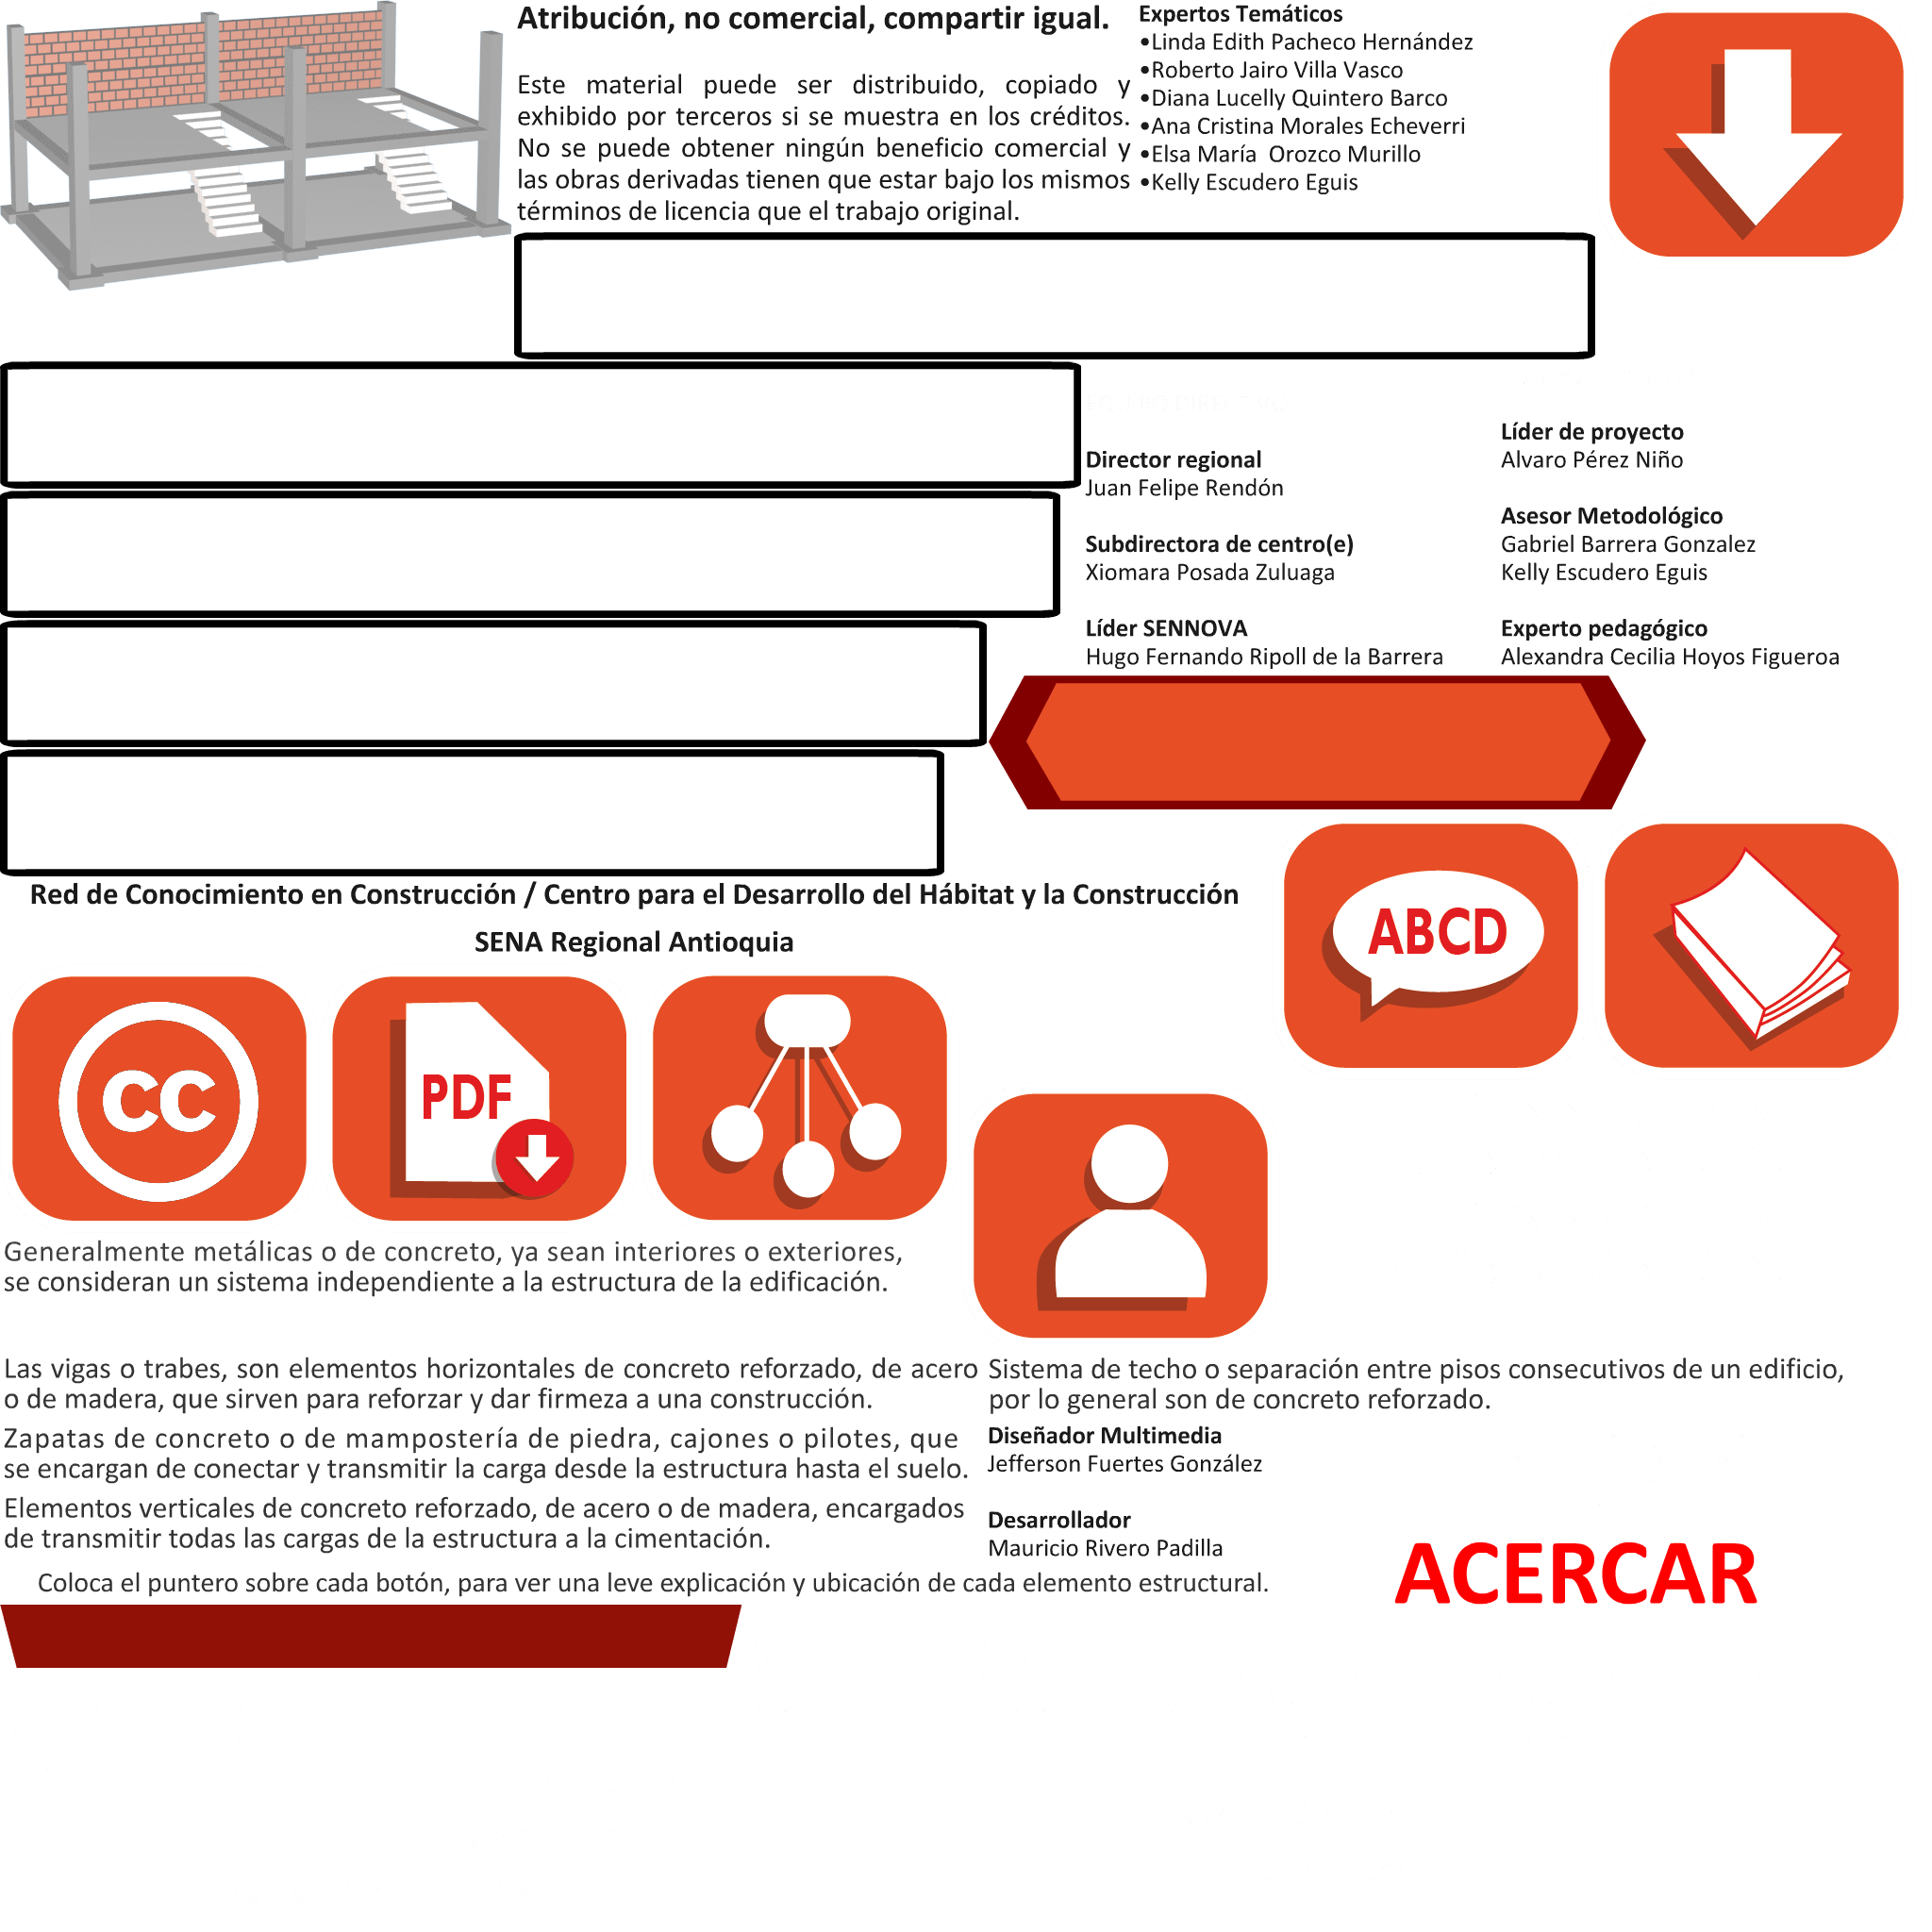 Atribución, no comercial, compartir igual.
Este material puede ser distribuido, copiado y
exhibido por terceros si se muestra en los créditos.
No se puede obtener ningún beneficio comercial y
las obras derivadas tienen que estar bajo los mismos
términos de licencia que el trabajo original.
Expertos Temáticos
•Linda Edith Pacheco Hernández
•Roberto Jairo Villa Vasco
•Diana Lucelly Quintero Barco
•Ana Cristina Morales Echeverri
•Elsa María Orozco Murillo
•Kelly Escudero Eguis
Director regional
Juan Felipe Rendón
Subdirectora de centro(e)
Xiomara Posada Zuluaga
Líder SENNOVA
Hugo Fernando Ripoll de la Barrera
Líder de proyecto
Alvaro Pérez Niño
Asesor Metodológico
Gabriel Barrera Gonzalez
Kelly Escudero Eguis
Experto pedagógico
Alexandra Cecilia Hoyos Figueroa
Red de Conocimiento en Construcción / Centro para el Desarrollo del Hábitat y la Construcción
SENA Regional Antioquia
ABCD
CC
PDF
Generalmente metálicas o de concreto, ya sean interiores o exteriores,
se consideran un sistema independiente a la estructura de la edificación.
Las vigas o trabes, son elementos horizontales de concreto reforzado, de acero
o de madera, que sirven para reforzar y dar firmeza a una construcción.
Sistema de techo o separación entre pisos consecutivos de un edificio,
por lo general son de concreto reforzado.
Zapatas de concreto o de mampostería de piedra, cajones o pilotes, que
se encargan de conectar y transmitir la carga desde la estructura hasta el suelo.
Elementos verticales de concreto reforzado, de acero o de madera, encargados
de transmitir todas las cargas de la estructura a la cimentación.
Diseñador Multimedia
Jefferson Fuertes González
Desarrollador
Mauricio Rivero Padilla
Coloca el puntero sobre cada botón, para ver una leve explicación y ubicación de cada elemento estructural.
ACERCAR